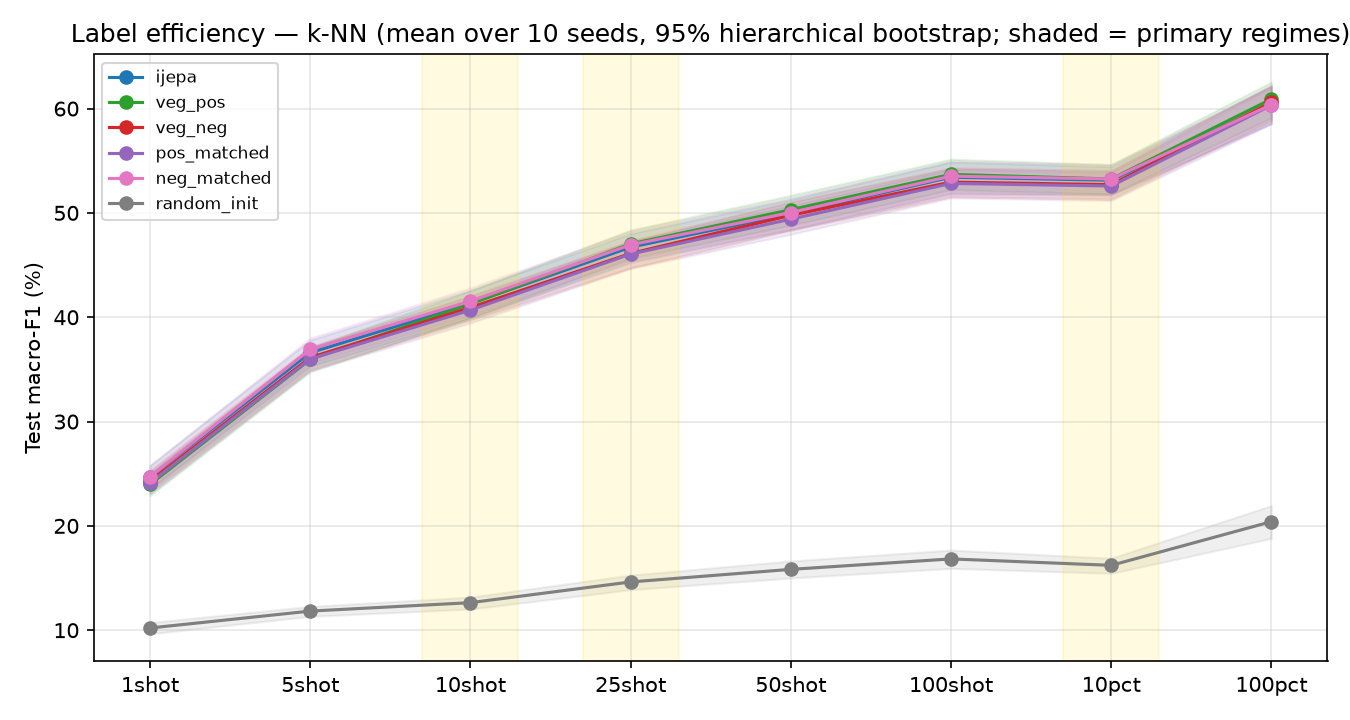 Label efficiency — k-NN (mean over 10 seeds, 95% hierarchical bootstrap; shaded = primary regimes)
ijepa
veg_pos
veg_neg
pos_matched
neg_matched
random_init
Test macro-F1 (%)
60
50
40
30
20
10
1shot 5shot 10shot 25shot 50shot 100shot 10pct 100pct